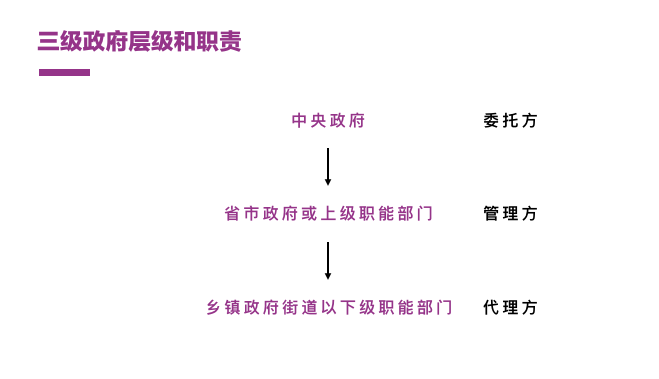 三级政府层级和职责
中央政府 委托方
省市政府或上级职能部门 管理方
乡镇政府街道以下级职能部门 代理方